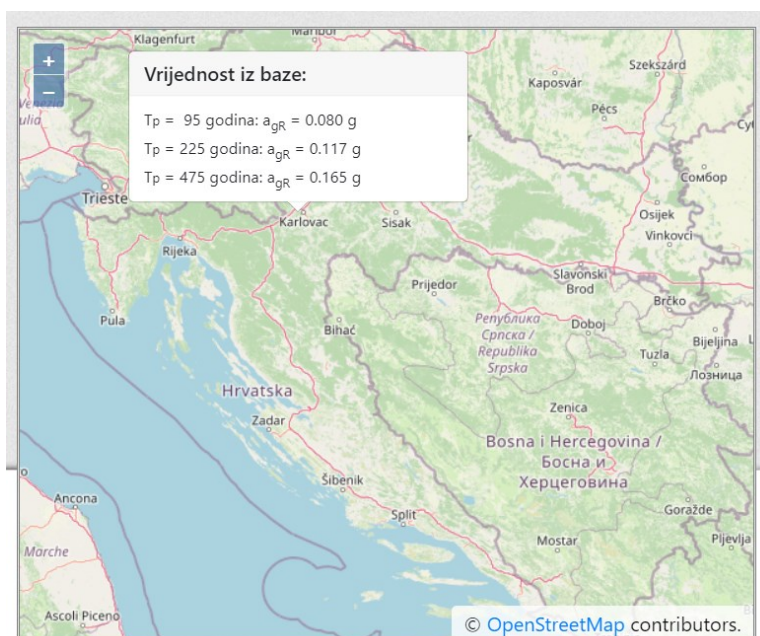 Klagenfurt
Maribor
+
−
Vrijednost iz baze:
Tp = 95 godina: agR = 0.080 g
Tp = 225 godina: agR = 0.117 g
Tp = 475 godina: agR = 0.165 g
Szekszárd
Kaposvár
Pécs
Сомбор
Trieste
Karlovac
Sisak
Osijek
Vinkovci
Rijeka
Slavonski
Brod
Prijedor
Brčko
Pula
Bihać
Република
Српска /
Republika
Srpska
Doboj
Bijeljina
Tuzla
Лозница
Hrvatska
Zadar
Zenica
Bosna i Hercegovina /
Босна и
Херцеговина
Šibenik
Split
Ancona
Goražde
Marche
Mostar
Pljevlja
Ascoli Piceno
© OpenStreetMap contributors.